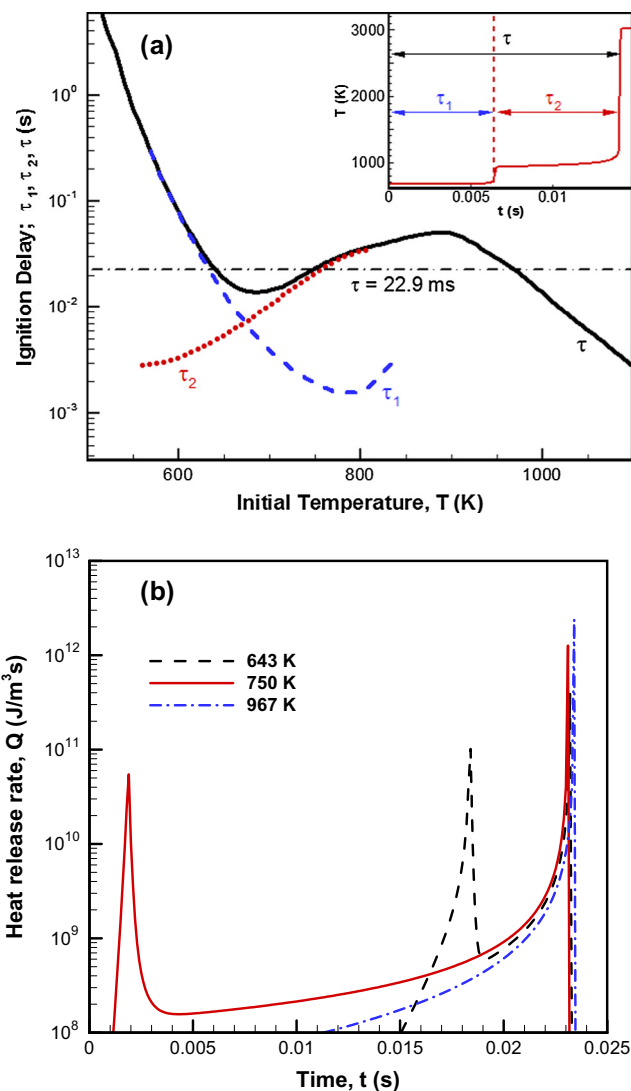 (a)
Ignition Delay; τ1, τ2, τ (s)
10^0
10^-1
10^-2
10^-3
600
800
1000
Initial Temperature, T (K)
τ = 22.9 ms
τ
τ1
τ2
T (K)
3000
2000
1000
τ
τ1
τ2
0
0.005
0.01
t (s)
(b)
Heat release rate, Q (J/m^3s)
10^13
10^12
10^11
10^10
10^9
10^8
643 K
750 K
967 K
0
0.005
0.01
0.015
0.02
0.025
Time, t (s)